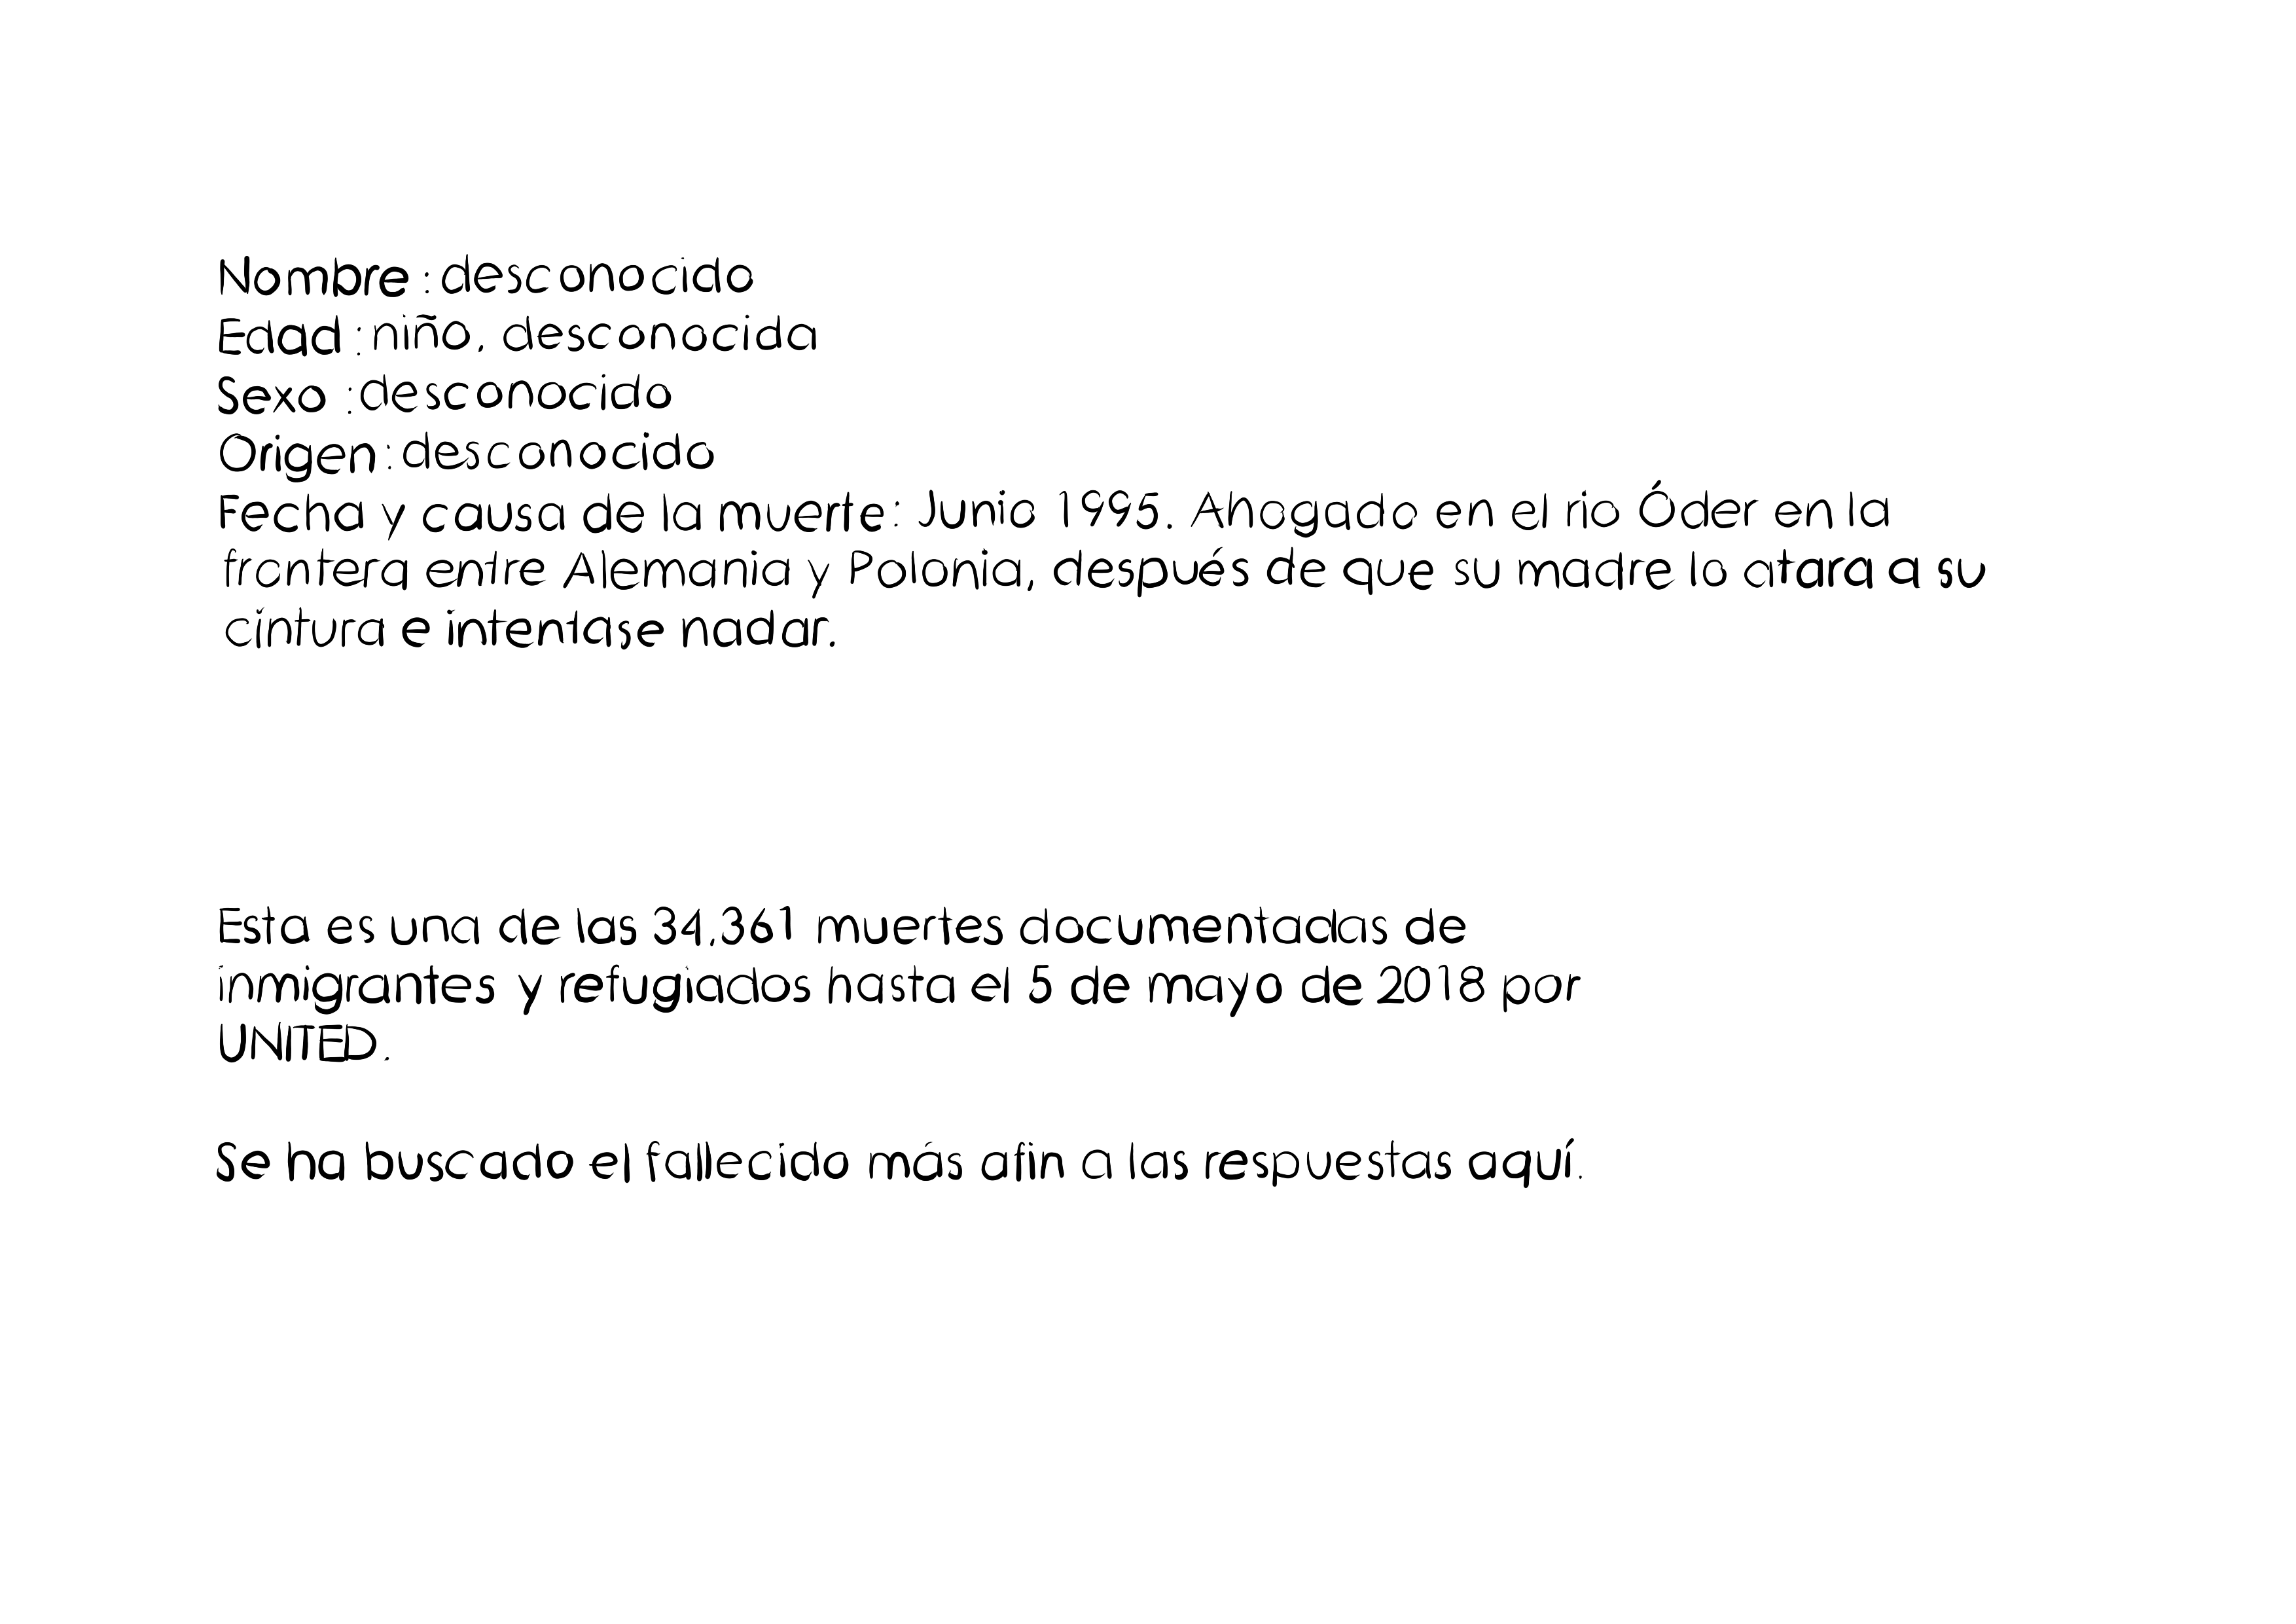 Nombre : desconocido
Edad : niño, desconocida
Sexo : desconocido
Origen : desconocido
Fecha y causa de la muerte: Junio 1995. Ahogado en el rio Óder en la
frontera entre Alemania y Polonia, después de que su madre lo atara a su
cintura e intentase nadar.
Esta es una de las 34,361 muertes documentadas de
inmigrantes y refugiados hasta el 5 de mayo de 2018 por
UNITED.
Se ha buscado el fallecido más afin a las respuestas aquí.